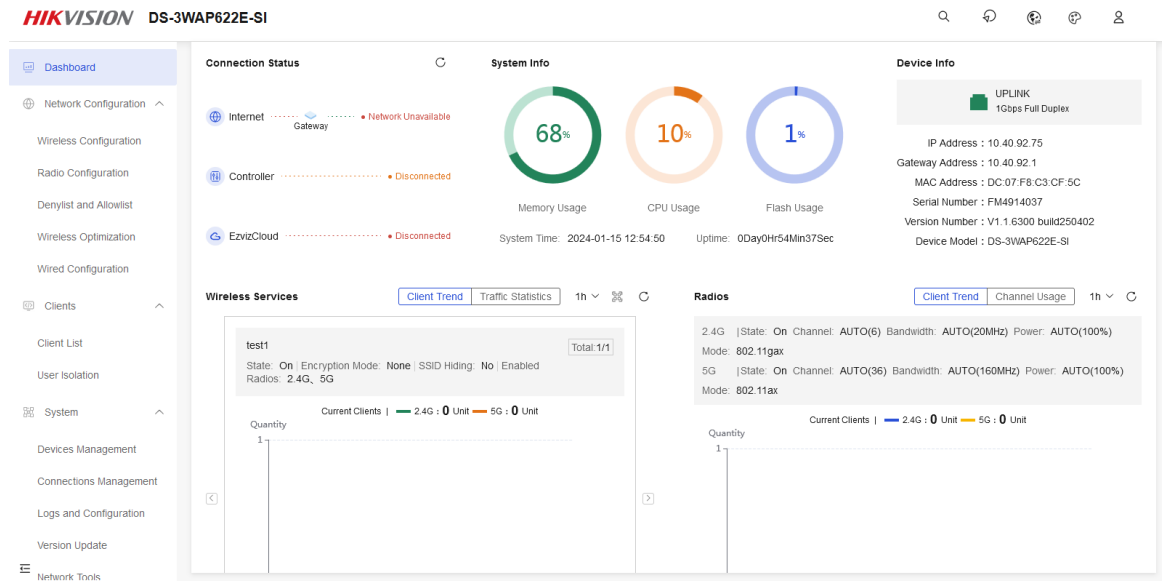 HIKVISION DS-3WAP622E-SI
Dashboard
Network Configuration
Wireless Configuration
Radio Configuration
Denylist and Allowlist
Wireless Optimization
Wired Configuration
Clients
Client List
User Isolation
System
Devices Management
Connections Management
Logs and Configuration
Version Update
Network Tools
Connection Status
Internet
Gateway
Network Unavailable
Controller
Disconnected
EzvizCloud
Disconnected
System Info
68%
10%
1%
Memory Usage
CPU Usage
Flash Usage
System Time: 2024-01-15 12:54:50 Uptime: 0Day0Hr54Min37Sec
Device Info
UPLINK
1Gbps Full Duplex
IP Address : 10.40.92.75
Gateway Address : 10.40.92.1
MAC Address : DC:07:F8:C3:CF:5C
Serial Number : FM4914037
Version Number : V1.1.6300 build250402
Device Model : DS-3WAP622E-SI
Wireless Services Client Trend Traffic Statistics 1h
test1 Total:1/1
State: On | Encryption Mode: None | SSID Hiding: No | Enabled
Radios: 2.4G、5G
Current Clients | 2.4G : 0 Unit 5G : 0 Unit
Quantity
1
Radios Client Trend Channel Usage 1h
2.4G |State: On Channel: AUTO(6) Bandwidth: AUTO(20MHz) Power: AUTO(100%)
Mode: 802.11gax
5G |State: On Channel: AUTO(36) Bandwidth: AUTO(160MHz) Power: AUTO(100%)
Mode: 802.11ax
Current Clients | 2.4G : 0 Unit 5G : 0 Unit
Quantity
1